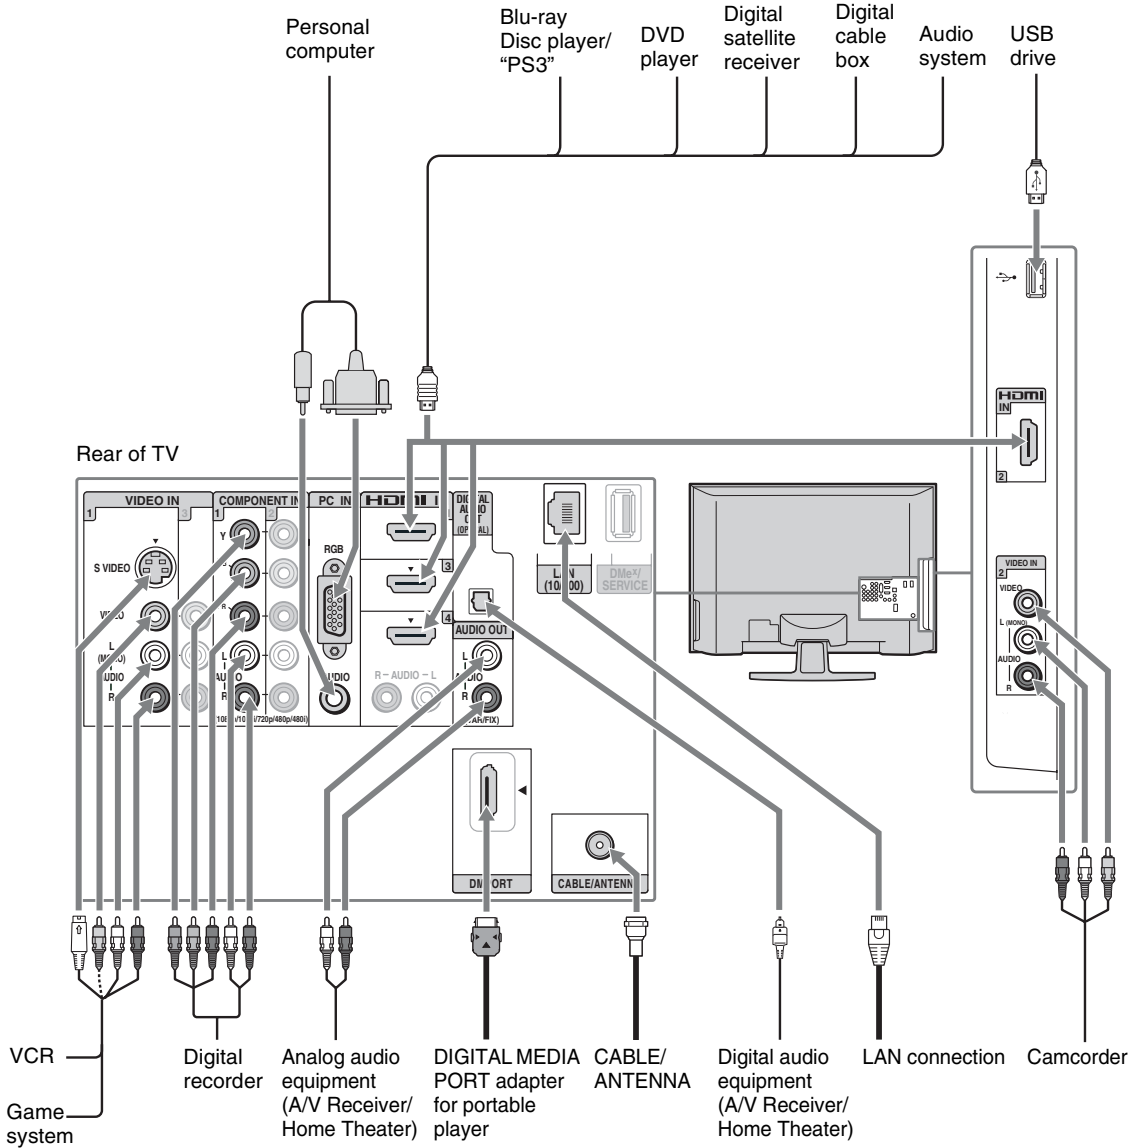 Personal
computer
Blu-ray
Disc player/
“PS3”
DVD
player
Digital
satellite
receiver
Digital
cable
box
Audio
system
USB
drive
Rear of TV
VIDEO IN
1
3
S VIDEO
VIDEO
L
(MONO)
AUDIO
R
COMPONENT IN
1
2
Y
L
AUDIO
R
PC IN
RGB
AUDIO
HDMI
3
4
R – AUDIO – L
DIGITAL
AUDIO
OUT
(OPTICAL)
AUDIO OUT
L
AUDIO
R
LAN
(10/100)
DMeˣ/
SERVICE
CABLE/ANTENNA
HDMI
IN
2
VIDEO IN
2
VIDEO
L (MONO)
AUDIO
R
VCR
Game
system
Digital
recorder
Analog audio
equipment
(A/V Receiver/
Home Theater)
DIGITAL MEDIA
PORT adapter
for portable
player
CABLE/
ANTENNA
Digital audio
equipment
(A/V Receiver/
Home Theater)
LAN connection
Camcorder